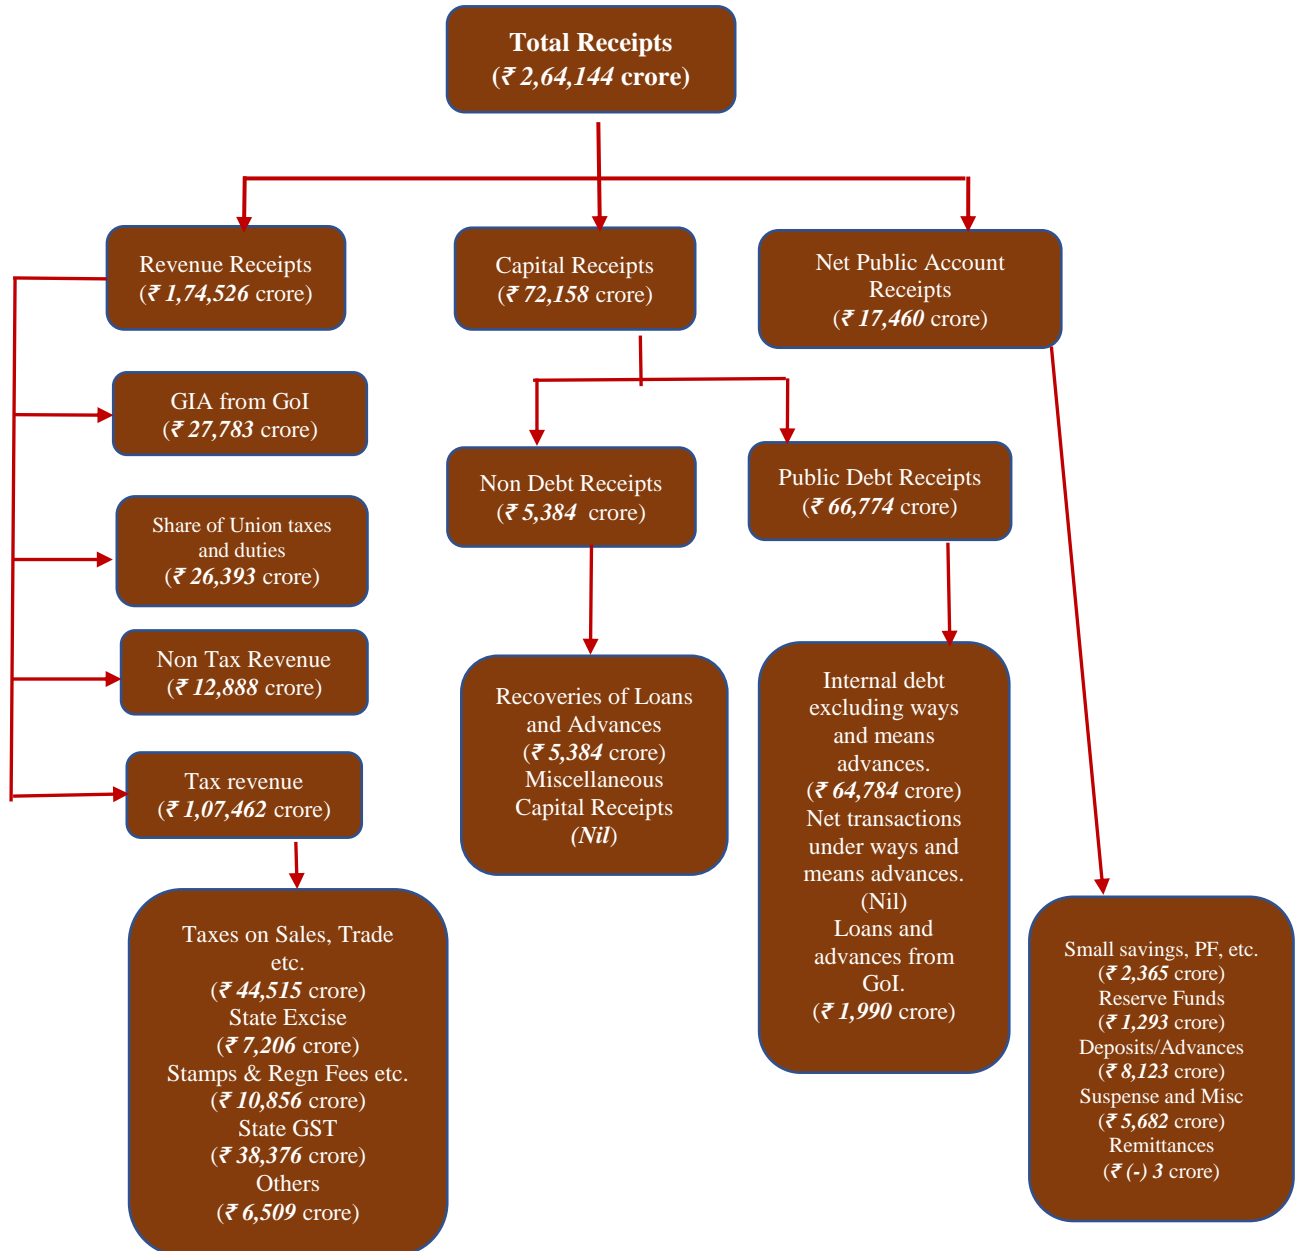 Total Receipts
(₹ 2,64,144 crore)
Revenue Receipts
(₹ 1,74,526 crore)
Capital Receipts
(₹ 72,158 crore)
Net Public Account
Receipts
(₹ 17,460 crore)
GIA from GoI
(₹ 27,783 crore)
Share of Union taxes
and duties
(₹ 26,393 crore)
Non Tax Revenue
(₹ 12,888 crore)
Tax revenue
(₹ 1,07,462 crore)
Taxes on Sales, Trade
etc.
(₹ 44,515 crore)
State Excise
(₹ 7,206 crore)
Stamps & Regn Fees etc.
(₹ 10,856 crore)
State GST
(₹ 38,376 crore)
Others
(₹ 6,509 crore)
Non Debt Receipts
(₹ 5,384 crore)
Recoveries of Loans
and Advances
(₹ 5,384 crore)
Miscellaneous
Capital Receipts
(Nil)
Public Debt Receipts
(₹ 66,774 crore)
Internal debt
excluding ways
and means
advances.
(₹ 64,784 crore)
Net transactions
under ways and
means advances.
(Nil)
Loans and
advances from
GoI.
(₹ 1,990 crore)
Small savings, PF, etc.
(₹ 2,365 crore)
Reserve Funds
(₹ 1,293 crore)
Deposits/Advances
(₹ 8,123 crore)
Suspense and Misc
(₹ 5,682 crore)
Remittances
(₹ (-) 3 crore)